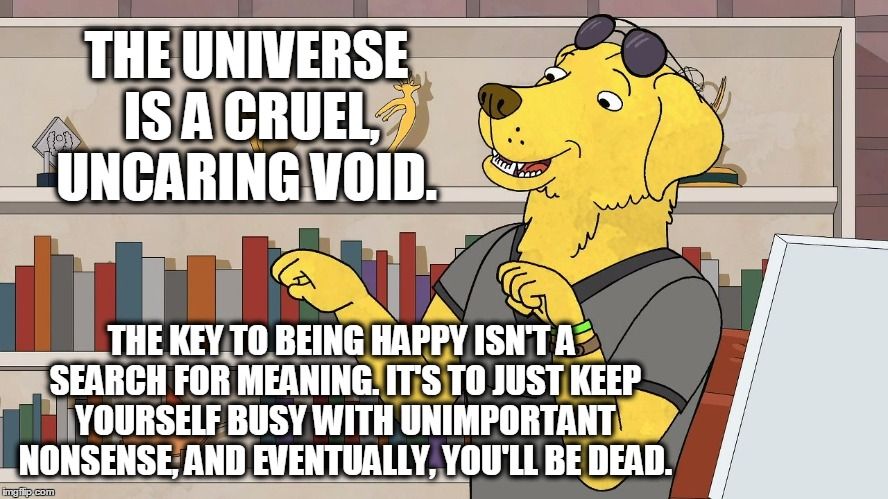 THE UNIVERSE
IS A CRUEL,
UNCARING VOID.
THE KEY TO BEING HAPPY ISN'T A
SEARCH FOR MEANING. IT'S TO JUST KEEP
YOURSELF BUSY WITH UNIMPORTANT
NONSENSE, AND EVENTUALLY, YOU'LL BE DEAD.
imgflip.com